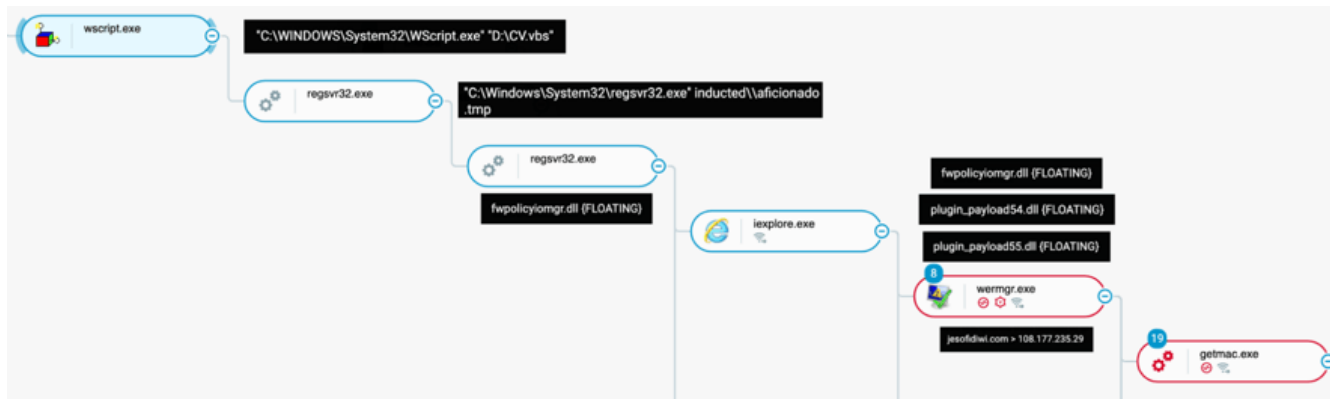 wscript.exe
"C:\WINDOWS\System32\WScript.exe" "D:\CV.vbs"
regsvr32.exe
"C:\Windows\System32\regsvr32.exe" inducted\\aficionado
.tmp
regsvr32.exe
fwpolicyiomgr.dll {FLOATING}
iexplore.exe
fwpolicyiomgr.dll {FLOATING}
plugin_payload54.dll {FLOATING}
plugin_payload55.dll {FLOATING}
8
wermgr.exe
jesofidiwi.com > 108.177.235.29
19
getmac.exe